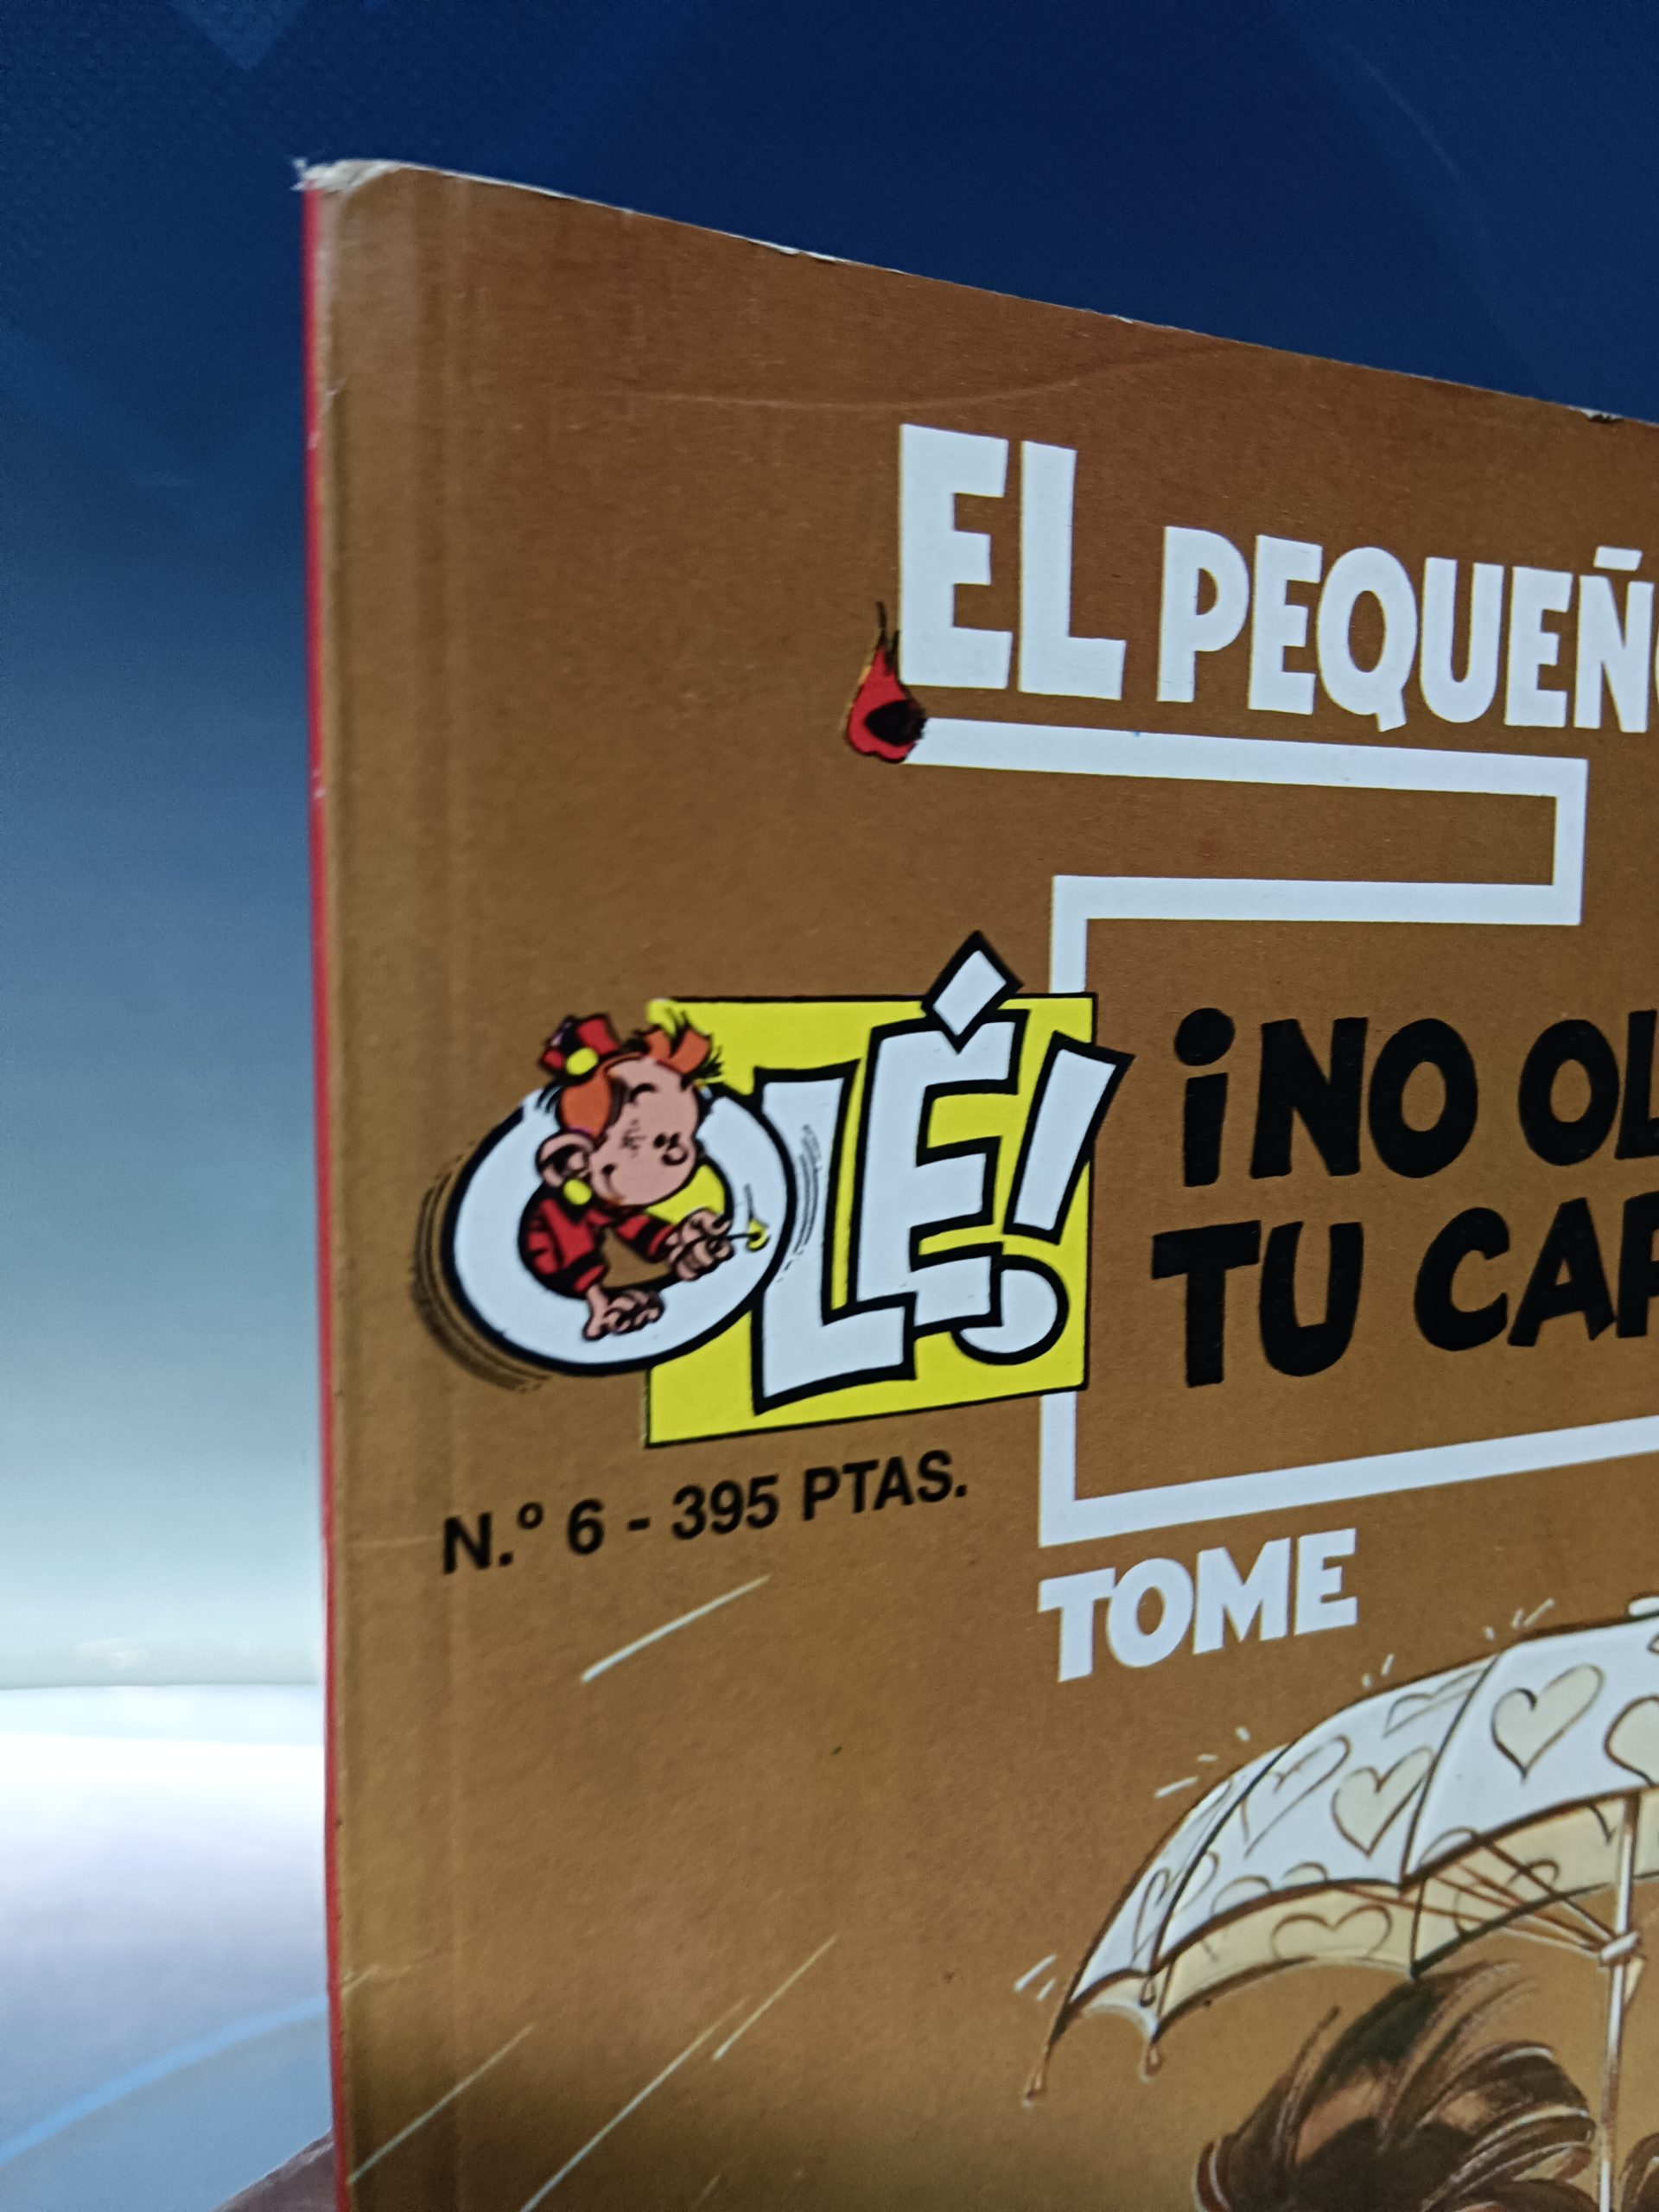 EL PEQUEÑ
OLÉ!
¡NO OL
TU CAP
N.º 6 - 395 PTAS.
TOME